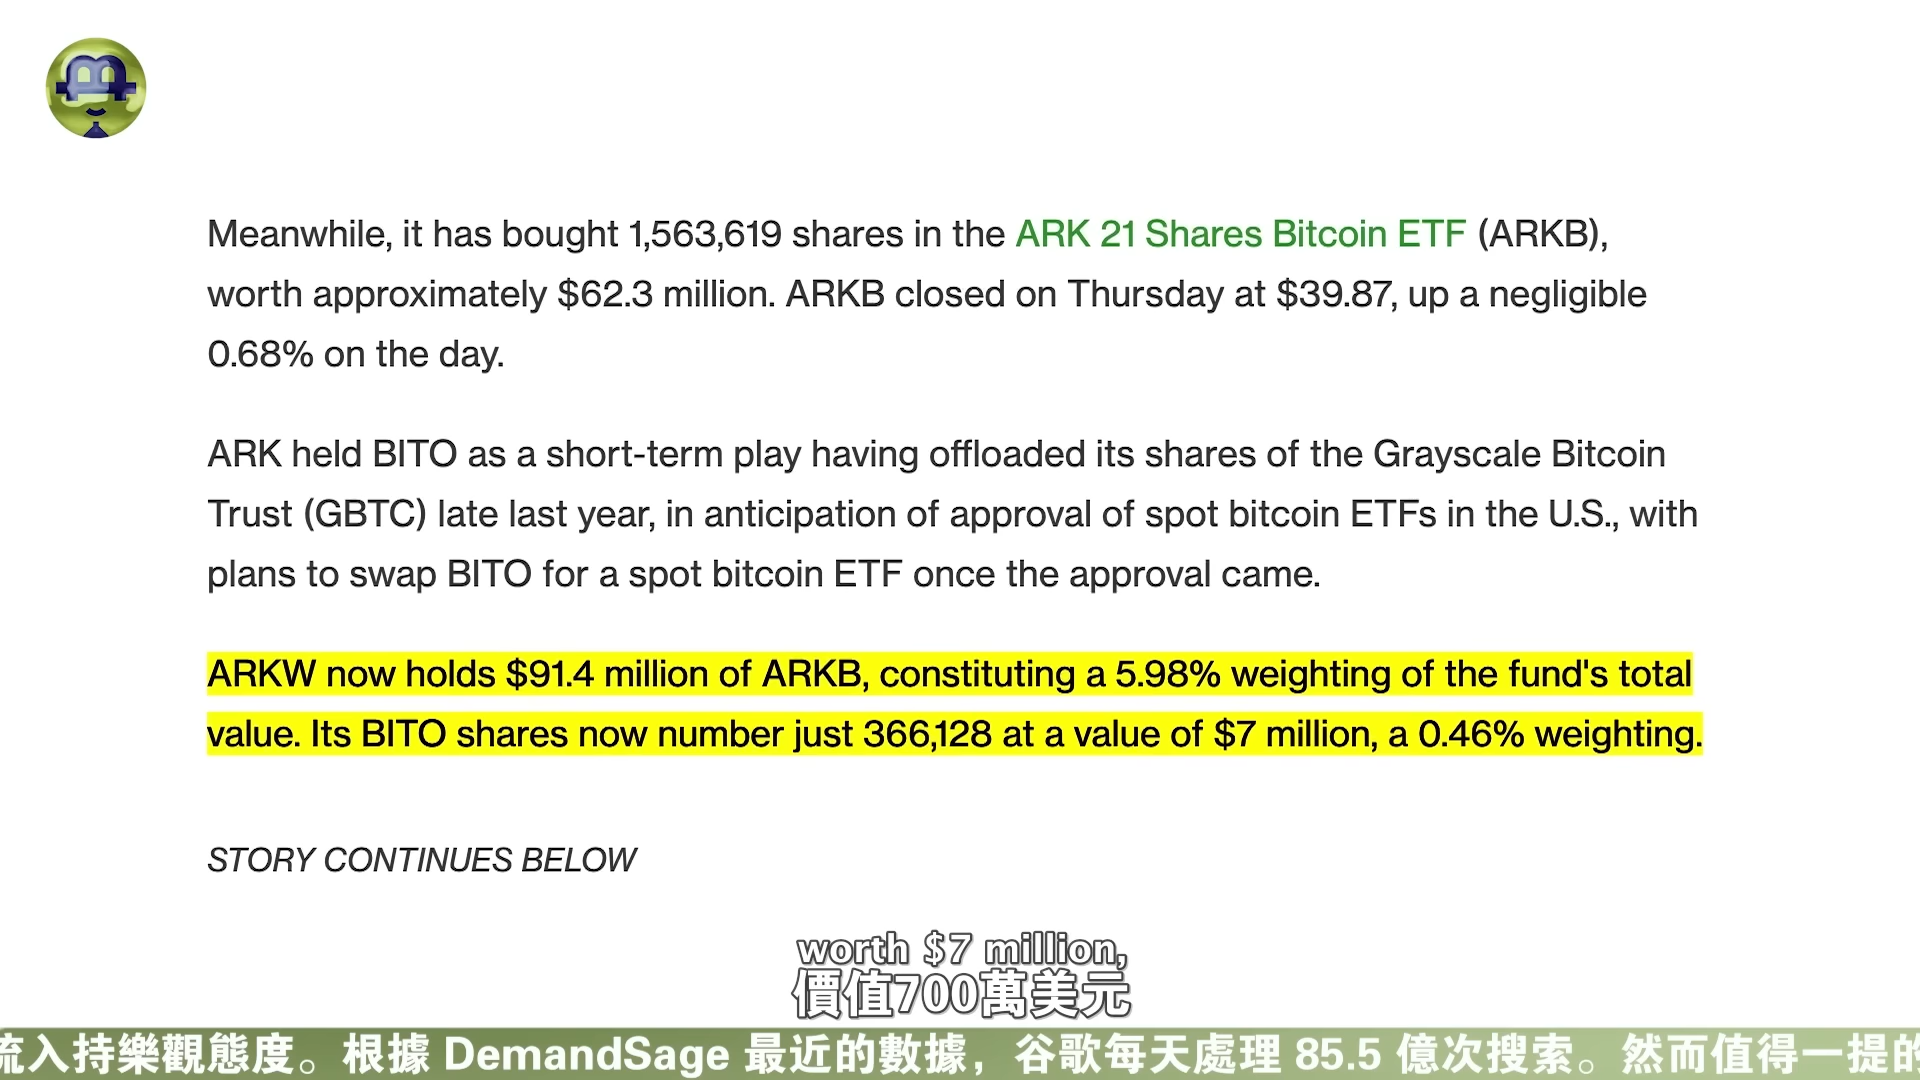 Meanwhile, it has bought 1,563,619 shares in the ARK 21 Shares Bitcoin ETF (ARKB),
worth approximately $62.3 million. ARKB closed on Thursday at $39.87, up a negligible
0.68% on the day.
ARK held BITO as a short-term play having offloaded its shares of the Grayscale Bitcoin
Trust (GBTC) late last year, in anticipation of approval of spot bitcoin ETFs in the U.S., with
plans to swap BITO for a spot bitcoin ETF once the approval came.
ARKW now holds $91.4 million of ARKB, constituting a 5.98% weighting of the fund's total
value. Its BITO shares now number just 366,128 at a value of $7 million, a 0.46% weighting.
STORY CONTINUES BELOW
worth $7 million,
價值700萬美元
流入持樂觀態度。根據 DemandSage 最近的數據，谷歌每天處理 85.5 億次搜索。然而值得一提的